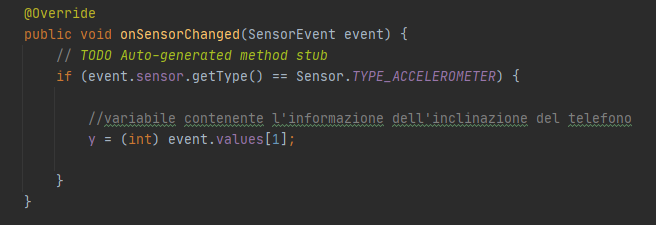 @Override
public void onSensorChanged(SensorEvent event) {
// TODO Auto-generated method stub
if (event.sensor.getType() == Sensor.TYPE_ACCELEROMETER) {
//variabile contenente l'informazione dell'inclinazione del telefono
y = (int) event.values[1];
}
}